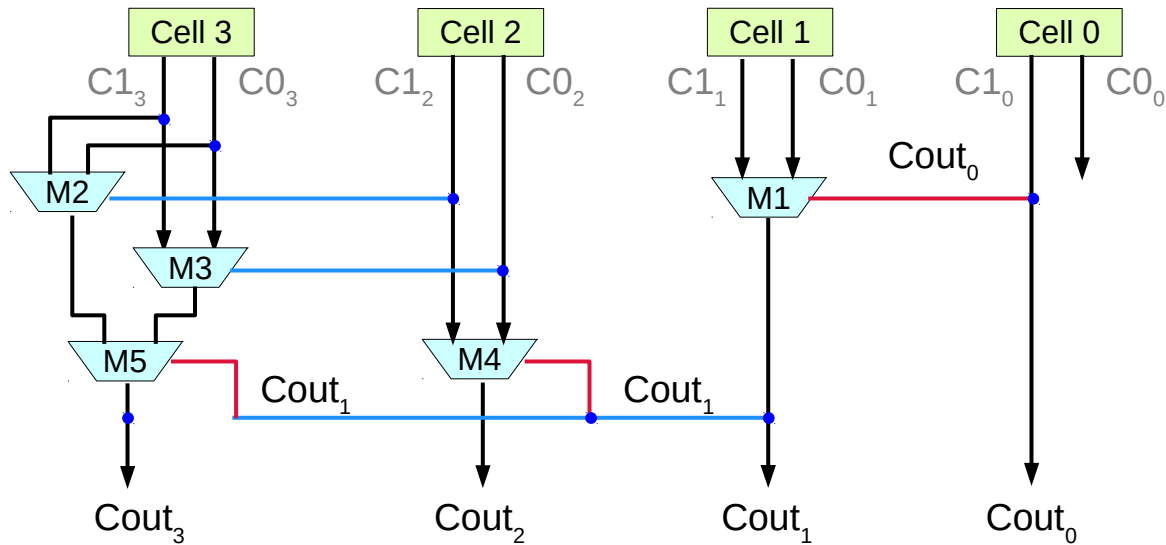 Cell 3
Cell 2
Cell 1
Cell 0
C1₃
C0₃
C1₂
C0₂
C1₁
C0₁
C1₀
C0₀
Cout₀
M2
M1
M3
M5
M4
Cout₁
Cout₁
Cout₃
Cout₂
Cout₁
Cout₀